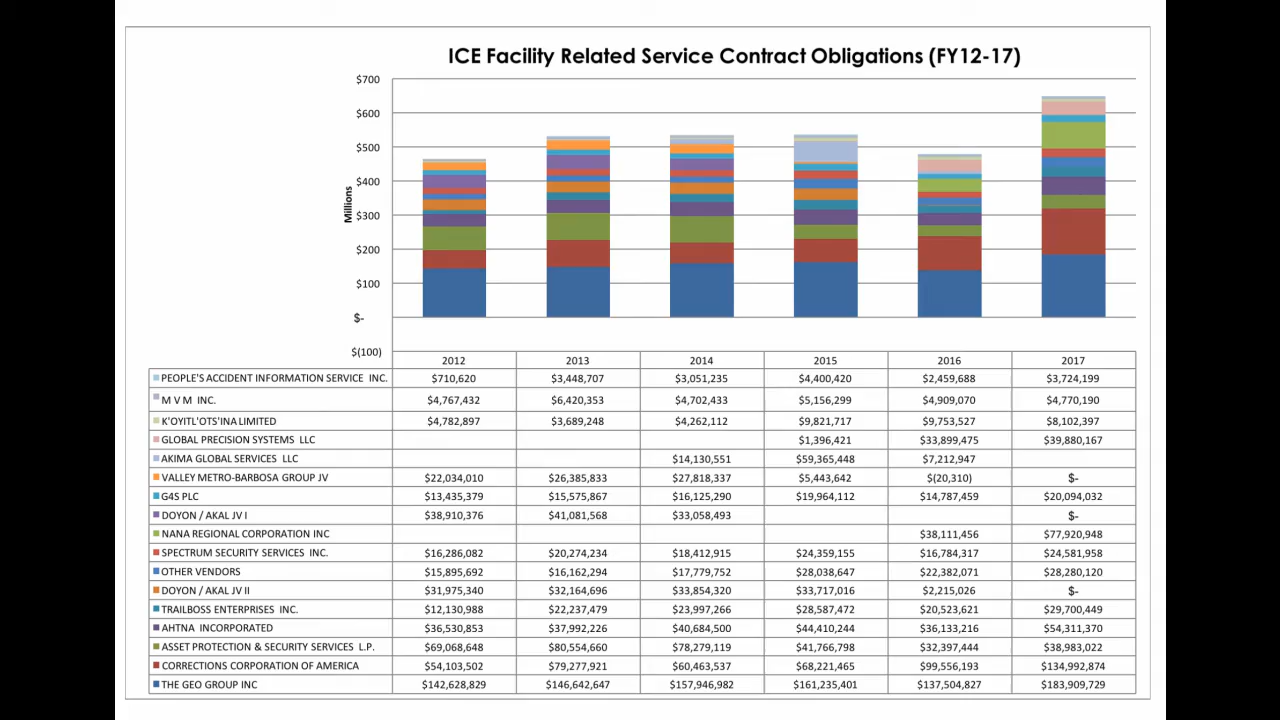 ICE Facility Related Service Contract Obligations (FY12-17)
$700
$600
$500
$400
$300
$200
$100
$-
$(100)
Millions
2012 2013 2014 2015 2016 2017
PEOPLE'S ACCIDENT INFORMATION SERVICE INC. $710,620 $3,448,707 $3,051,235 $4,400,420 $2,459,688 $3,724,199
M V M INC. $4,767,432 $6,420,353 $4,702,433 $5,156,299 $4,909,070 $4,770,190
K'OYITL'OTS'INA LIMITED $4,782,897 $3,689,248 $4,262,112 $9,821,717 $9,753,527 $8,102,397
GLOBAL PRECISION SYSTEMS LLC $1,396,421 $33,899,475 $39,880,167
AKIMA GLOBAL SERVICES LLC $14,130,551 $59,365,448 $7,212,947
VALLEY METRO-BARBOSA GROUP JV $22,034,010 $26,385,833 $27,818,337 $5,443,642 $(20,310) $-
G4S PLC $13,435,379 $15,575,867 $16,125,290 $19,964,112 $14,787,459 $20,094,032
DOYON / AKAL JV I $38,910,376 $41,081,568 $33,058,493 $-
NANA REGIONAL CORPORATION INC $38,111,456 $77,920,948
SPECTRUM SECURITY SERVICES INC. $16,286,082 $20,274,234 $18,412,915 $24,359,155 $16,784,317 $24,581,958
OTHER VENDORS $15,895,692 $16,162,294 $17,779,752 $28,038,647 $22,382,071 $28,280,120
DOYON / AKAL JV II $31,975,340 $32,164,696 $33,854,320 $33,717,016 $2,215,026 $-
TRAILBOSS ENTERPRISES INC. $12,130,988 $22,237,479 $23,997,266 $28,587,472 $20,523,621 $29,700,449
AHTNA INCORPORATED $36,530,853 $37,992,226 $40,684,500 $44,410,244 $36,133,216 $54,311,370
ASSET PROTECTION & SECURITY SERVICES L.P. $69,068,648 $80,554,660 $78,279,119 $41,766,798 $32,397,444 $38,983,022
CORRECTIONS CORPORATION OF AMERICA $54,103,502 $79,277,921 $60,463,537 $68,221,465 $99,556,193 $134,992,874
THE GEO GROUP INC $142,628,829 $146,642,647 $157,946,982 $161,235,401 $137,504,827 $183,909,729